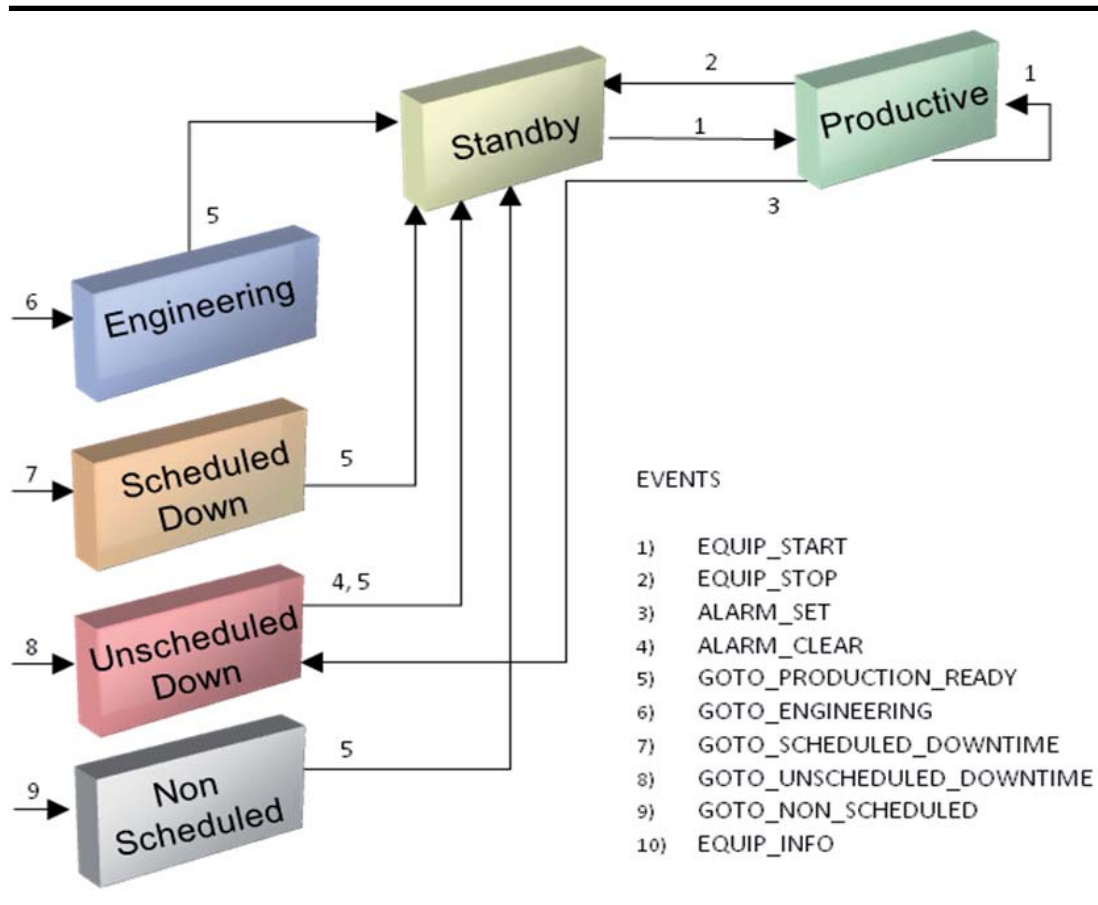 2
1
Standby
Productive
1
3
5
6
Engineering
7
Scheduled
Down
5
8
Unscheduled
Down
4, 5
9
Non
Scheduled
5
EVENTS
1) EQUIP_START
2) EQUIP_STOP
3) ALARM_SET
4) ALARM_CLEAR
5) GOTO_PRODUCTION_READY
6) GOTO_ENGINEERING
7) GOTO_SCHEDULED_DOWNTIME
8) GOTO_UNSCHEDULED_DOWNTIME
9) GOTO_NON_SCHEDULED
10) EQUIP_INFO